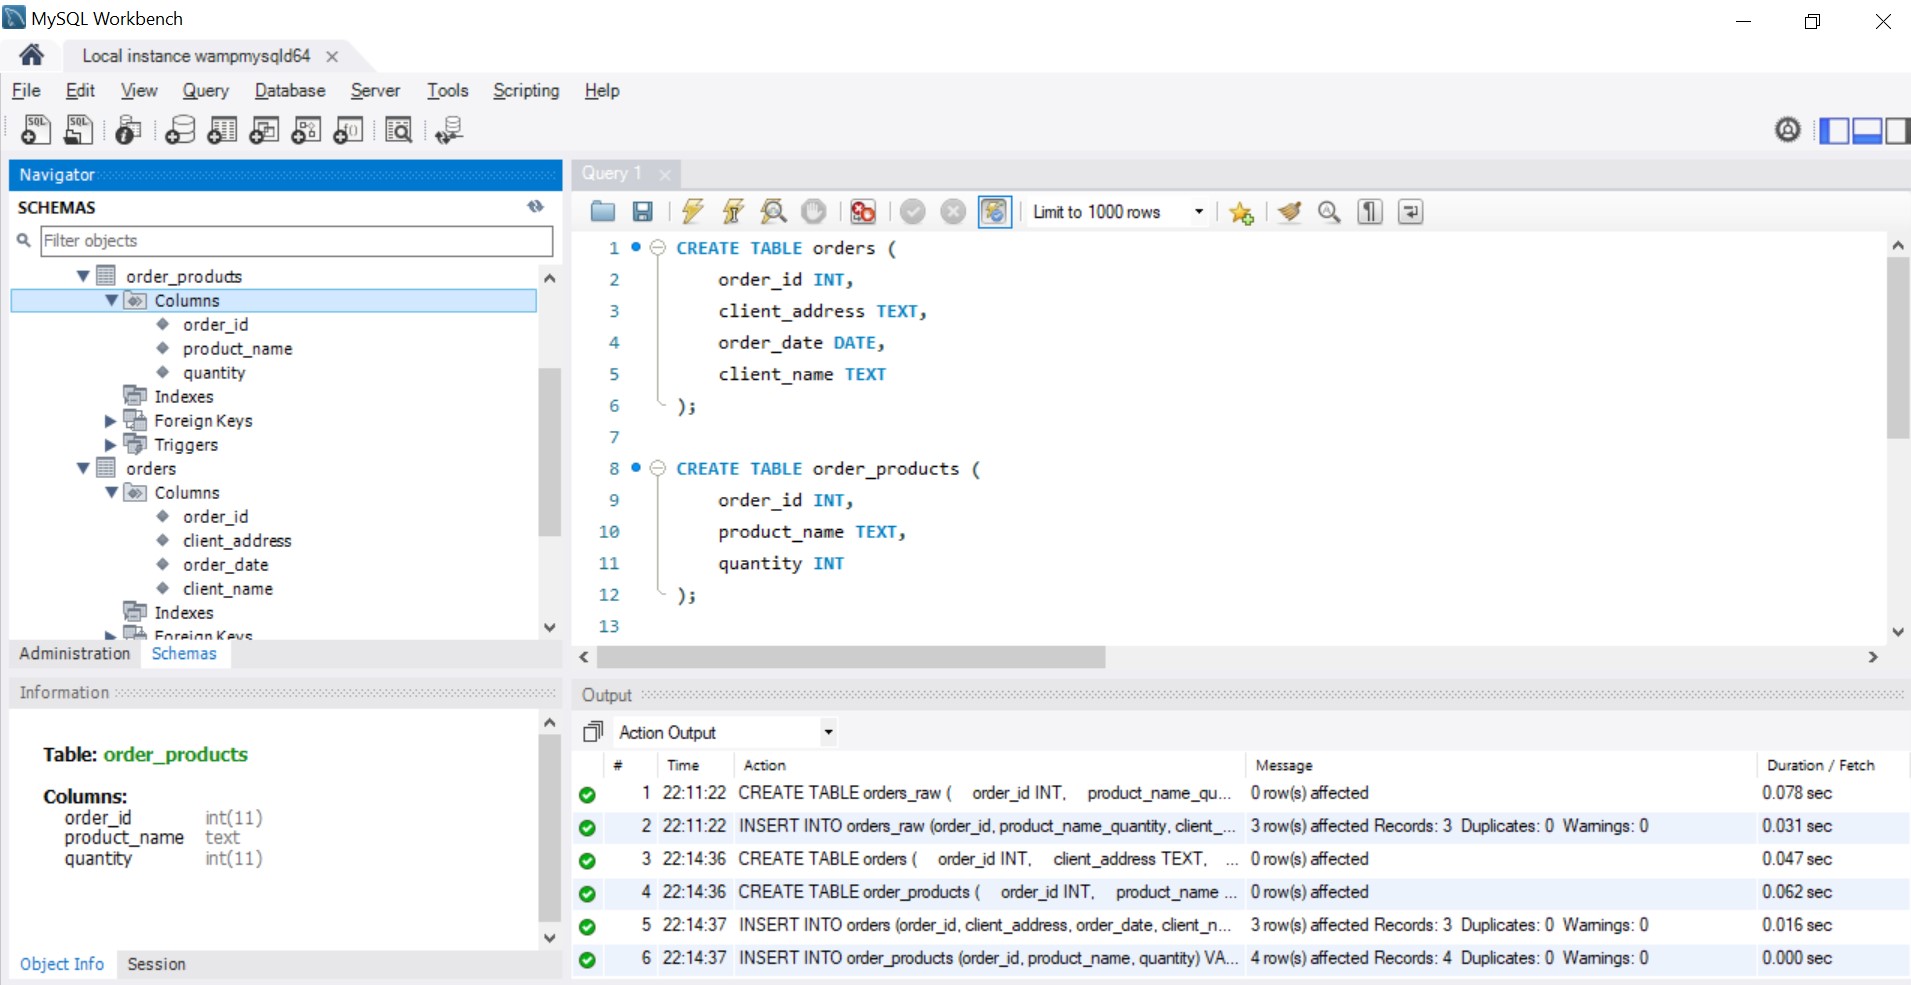 MySQL Workbench
Local instance wampmysqld64
File Edit View Query Database Server Tools Scripting Help
SQL SQL
Navigator
SCHEMAS
Filter objects
order_products
Columns
order_id
product_name
quantity
Indexes
Foreign Keys
Triggers
orders
Columns
order_id
client_address
order_date
client_name
Indexes
Foreign Keys
Administration Schemas
Information
Table: order_products
Columns:
order_id int(11)
product_name text
quantity int(11)
Object Info Session
Query 1
Limit to 1000 rows
1 CREATE TABLE orders (
2 order_id INT,
3 client_address TEXT,
4 order_date DATE,
5 client_name TEXT
6 );
7
8 CREATE TABLE order_products (
9 order_id INT,
10 product_name TEXT,
11 quantity INT
12 );
13
Output
Action Output
# Time Action Message Duration / Fetch
1 22:11:22 CREATE TABLE orders_raw ( order_id INT, product_name_qu... 0 row(s) affected 0.078 sec
2 22:11:22 INSERT INTO orders_raw (order_id, product_name_quantity, client_... 3 row(s) affected Records: 3 Duplicates: 0 Warnings: 0 0.031 sec
3 22:14:36 CREATE TABLE orders ( order_id INT, client_address TEXT, ... 0 row(s) affected 0.047 sec
4 22:14:36 CREATE TABLE order_products ( order_id INT, product_name ... 0 row(s) affected 0.062 sec
5 22:14:37 INSERT INTO orders (order_id, client_address, order_date, client_n... 3 row(s) affected Records: 3 Duplicates: 0 Warnings: 0 0.016 sec
6 22:14:37 INSERT INTO order_products (order_id, product_name, quantity) VA... 4 row(s) affected Records: 4 Duplicates: 0 Warnings: 0 0.000 sec